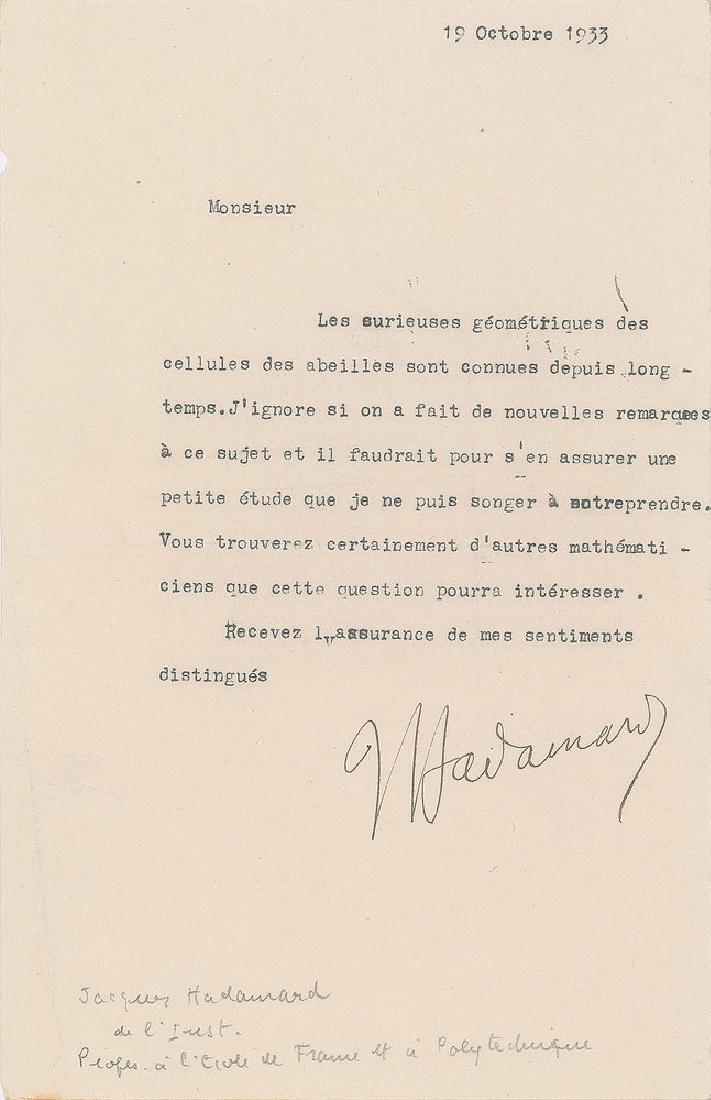 19 Octobre 1933
Monsieur
Les surieuses géométriques des
cellules des abeilles sont connues depuis long -
temps.J'ignore si on a fait de nouvelles remarques
à ce sujet et il faudrait pour s'en assurer une
petite étude que je ne puis songer à entreprendre.
Vous trouverez certainement d'autres mathémati -
ciens que cette question pourra intéresser .
Recevez l'assurance de mes sentiments
distingués
J Hadamard
Jacques Hadamard
de l'Inst.
Profes. à l'Ecole de France et à Polytechnique